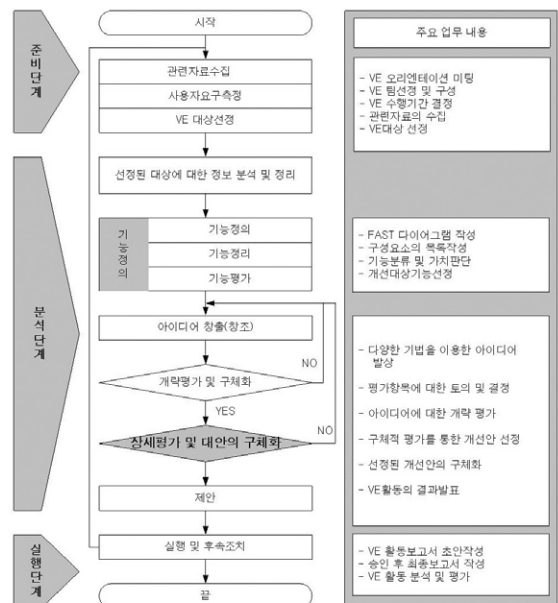 준비단계
시작
관련자료수집
사용자요구측정
VE 대상선정
분석단계
선정된 대상에 대한 정보 분석 및 정리
기능정의
기능정의
기능정리
기능평가
아이디어 창출(창조)
NO
개략평가 및 구체화
YES
NO
상세평가 및 대안의 구체화
제안
실행단계
실행 및 후속조치
끝
주요 업무 내용
- VE 오리엔테이션 미팅
- VE 팀선정 및 구성
- VE 수행기간 결정
- 관련자료의 수집
- VE대상 선정
- FAST 다이어그램 작성
- 구성요소의 목록작성
- 기능분류 및 가치판단
- 개선대상기능선정
- 다양한 기법을 이용한 아이디어
발상
- 평가항목에 대한 토의 및 결정
- 아이디어에 대한 개략 평가
- 구체적 평가를 통한 개선안 선정
- 선정된 개선안의 구체화
- VE활동의 결과발표
- VE 활동보고서 초안작성
- 승인 후 최종보고서 작성
- VE 활동 분석 및 평가